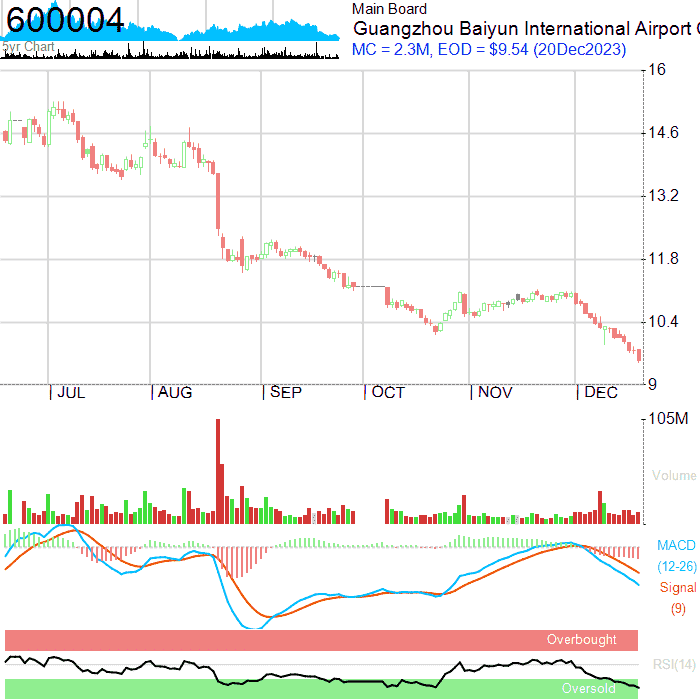 600004
5yr Chart
Main Board
Guangzhou Baiyun International Airport
MC = 2.3M, EOD = $9.54 (20Dec2023)
16
14.6
13.2
11.8
10.4
9
JUL AUG SEP OCT NOV DEC
105M
Volume
MACD
(12-26)
Signal
(9)
Overbought
RSI(14)
Oversold